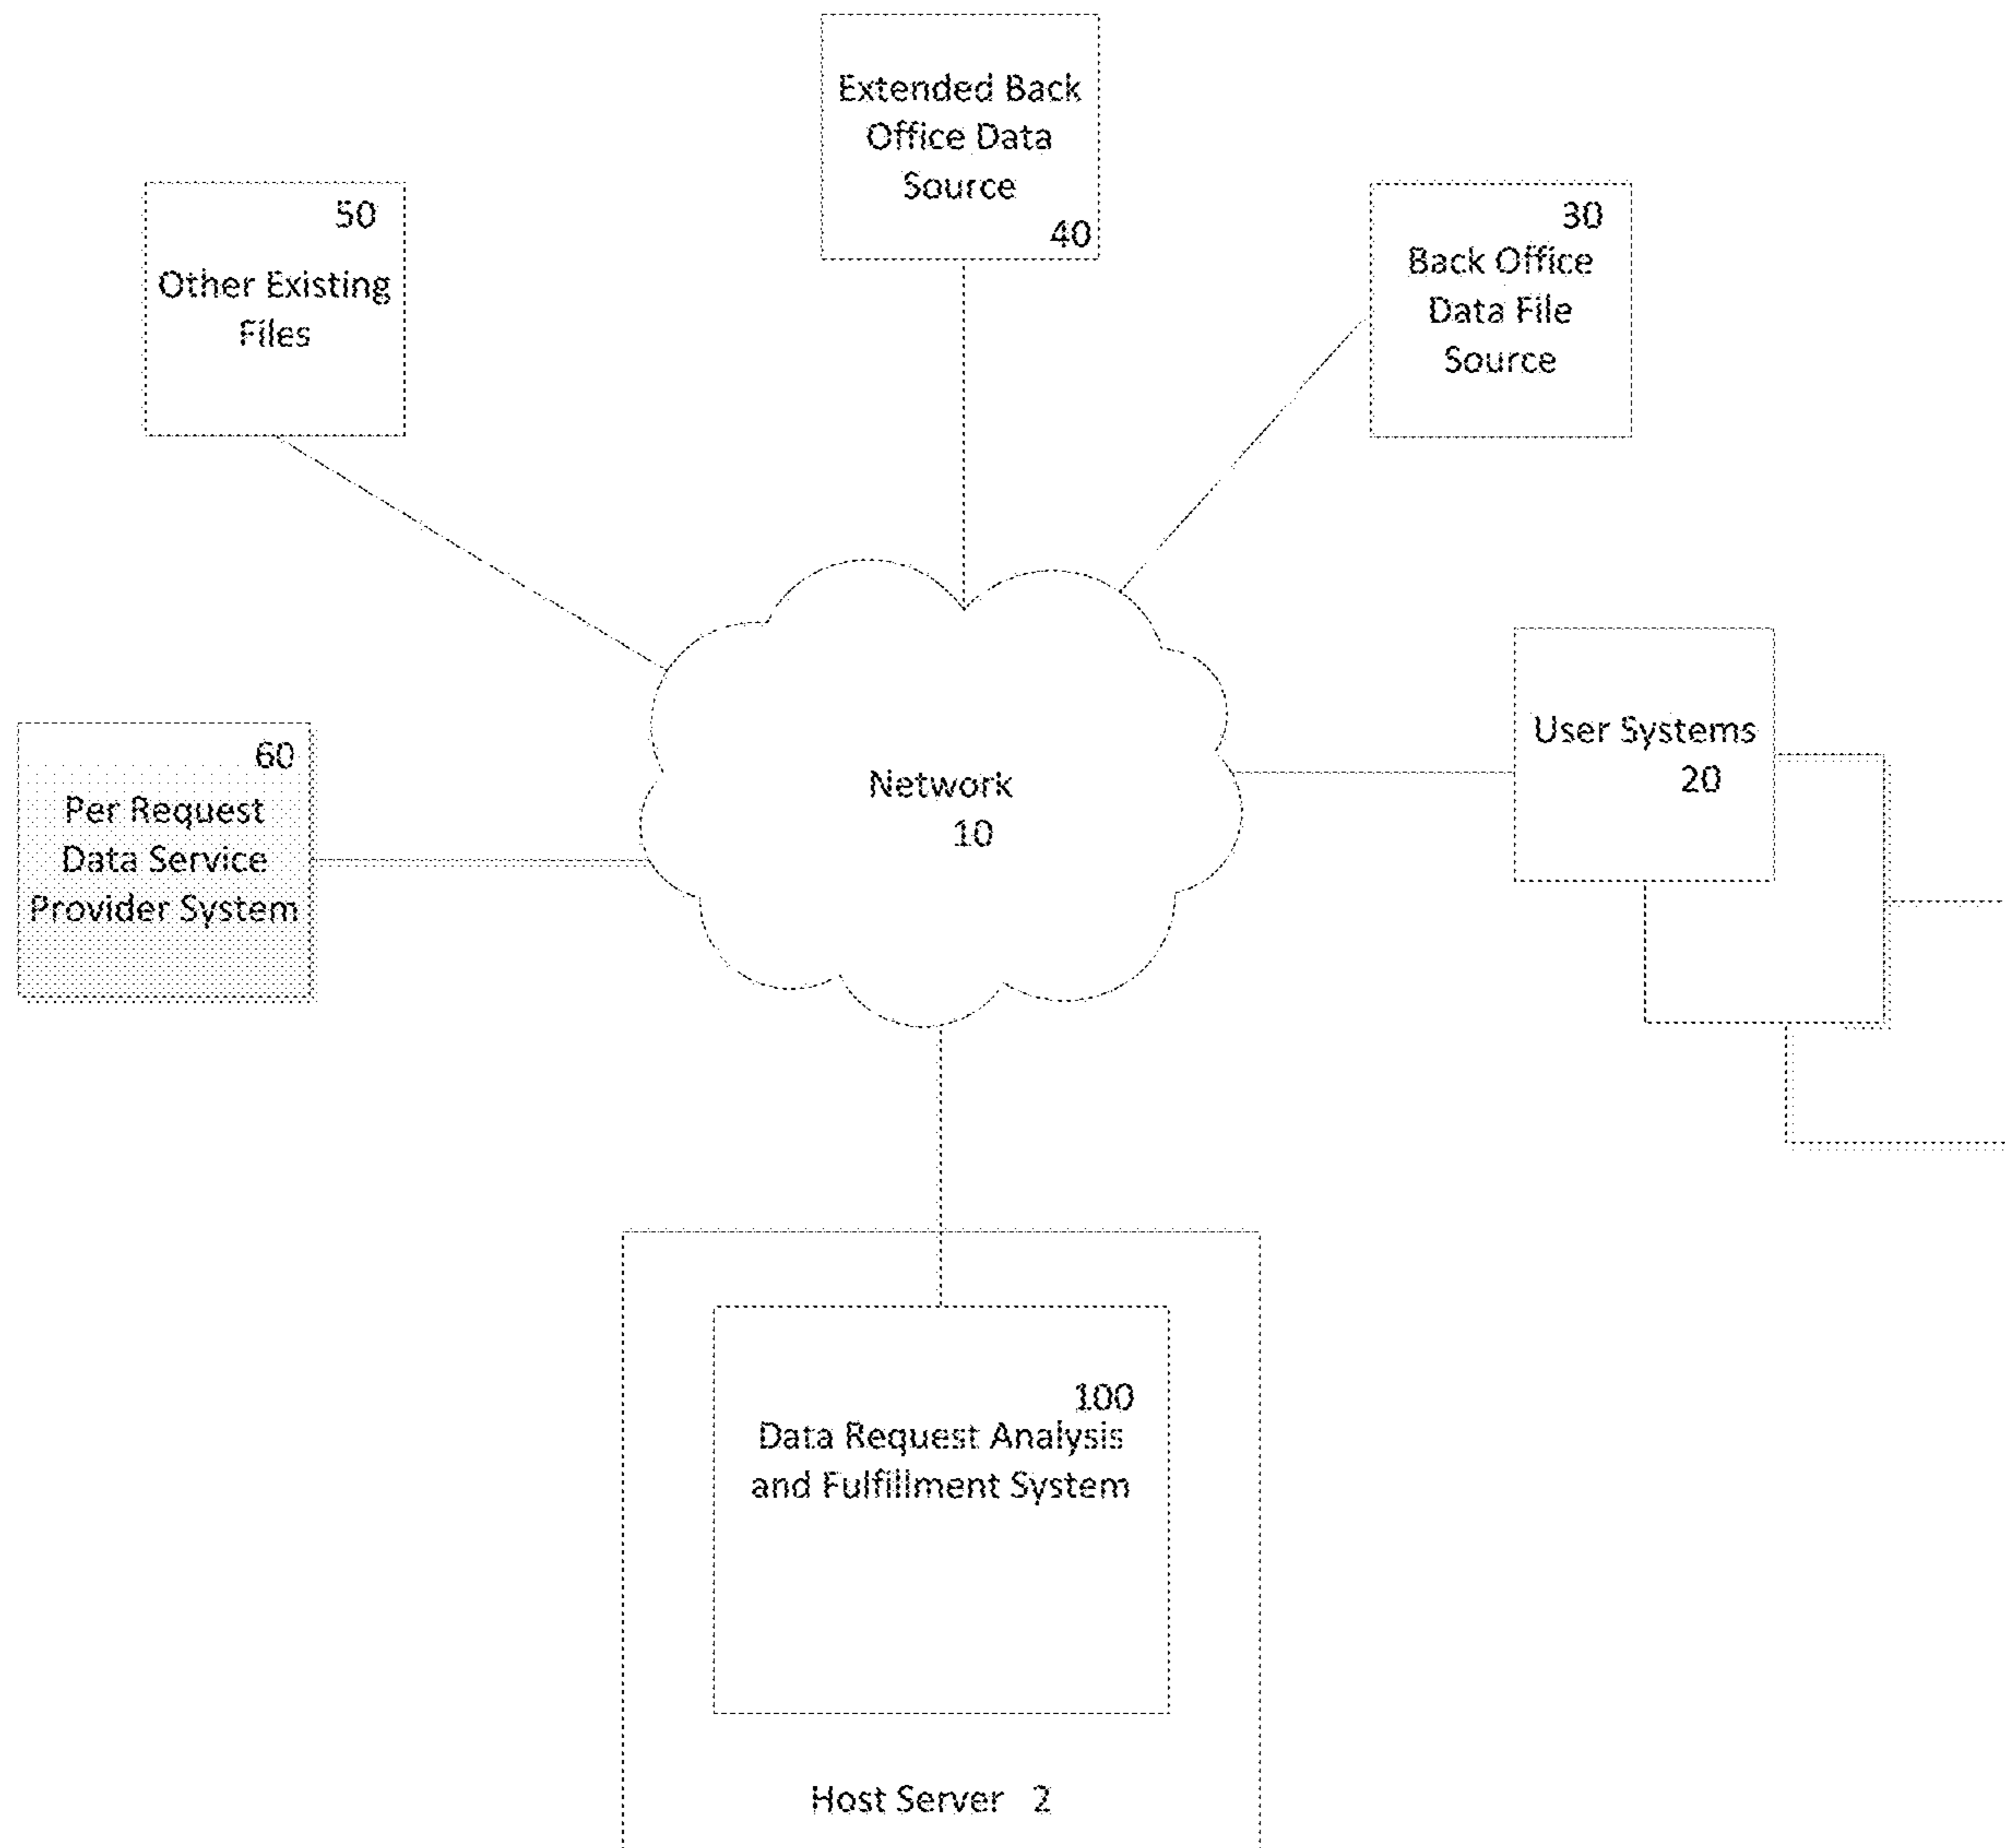 Extended Back
Office Data
Source
40
50
Other Existing
Files
30
Back Office
Data File
Source
User Systems
20
60
Per Request
Data Service
Provider System
Network
10
100
Data Request Analysis
and Fulfillment System
Host Server 2